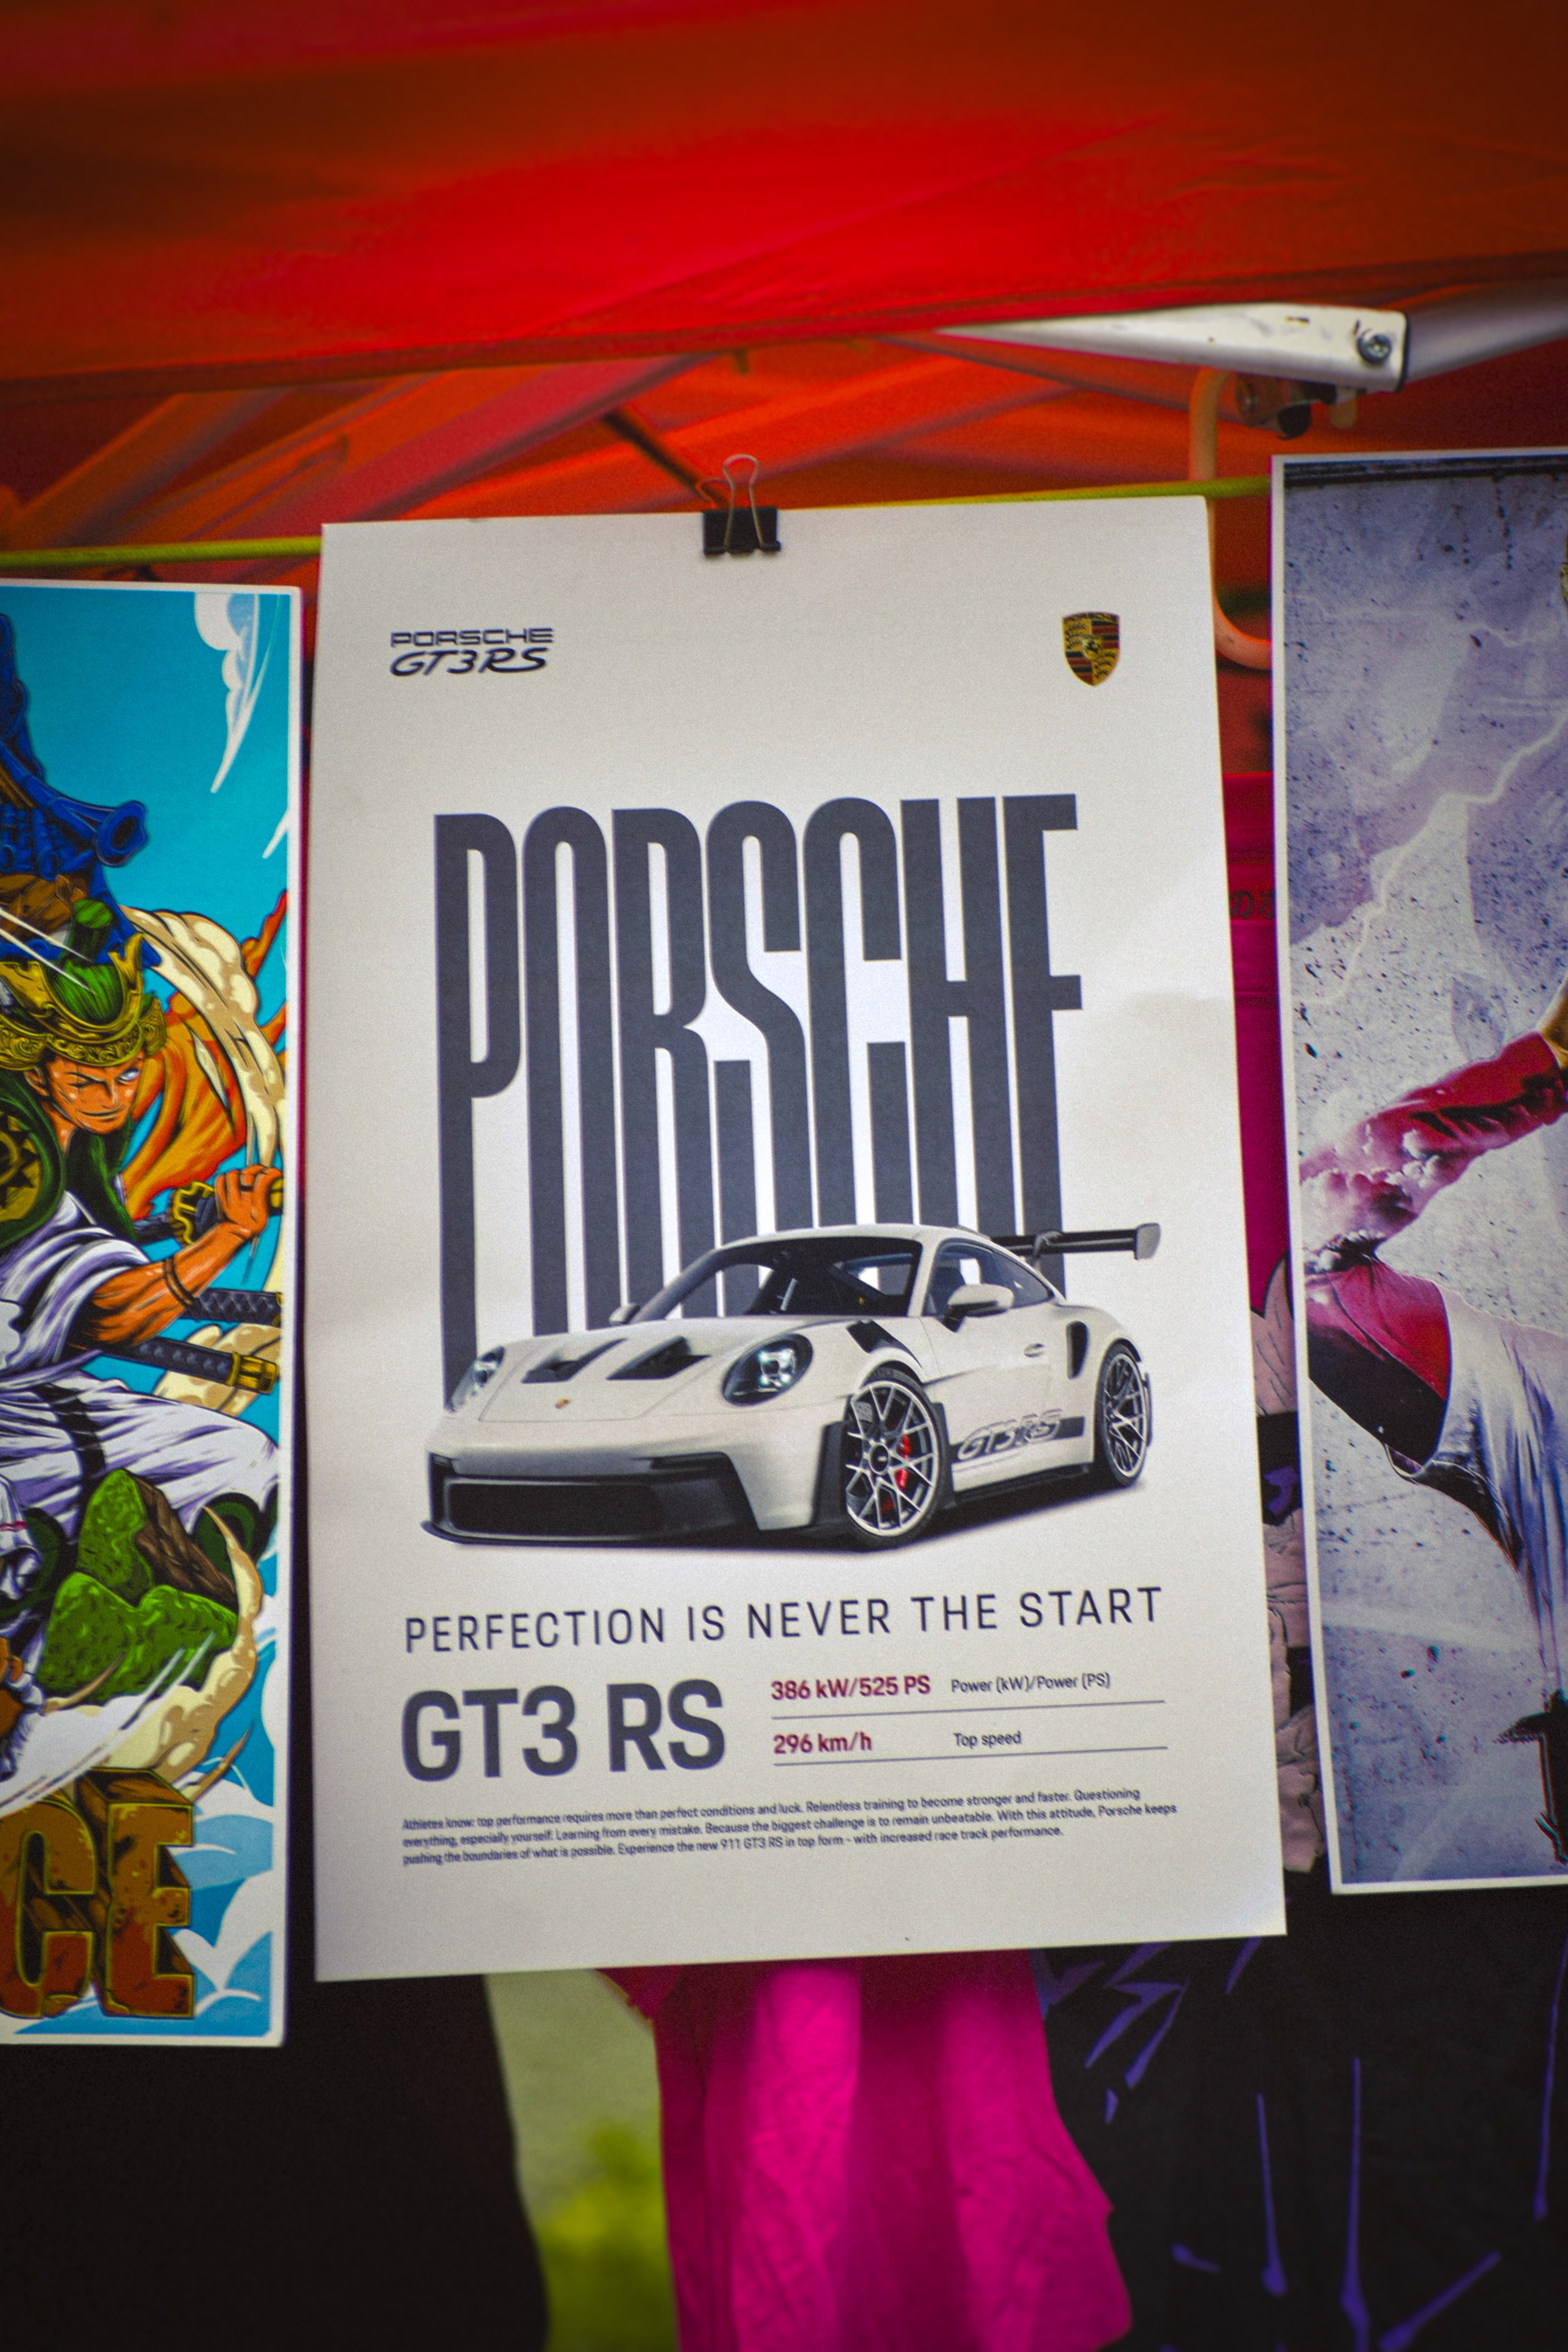 PORSCHE
GT3RS
PORSCHE
GT3 RS
PERFECTION IS NEVER THE START
GT3 RS
386 kW/525 PS Power (kW)/Power (PS)
296 km/h Top speed
Athletes know: top performance requires more than perfect conditions and luck. Relentless training to become stronger and faster. Questioning
everything, especially yourself. Learning from every mistake. Because the biggest challenge is to remain unbeatable. With this attitude, Porsche keeps
pushing the boundaries of what is possible. Experience the new 911 GT3 RS in top form - with increased race track performance.
CE